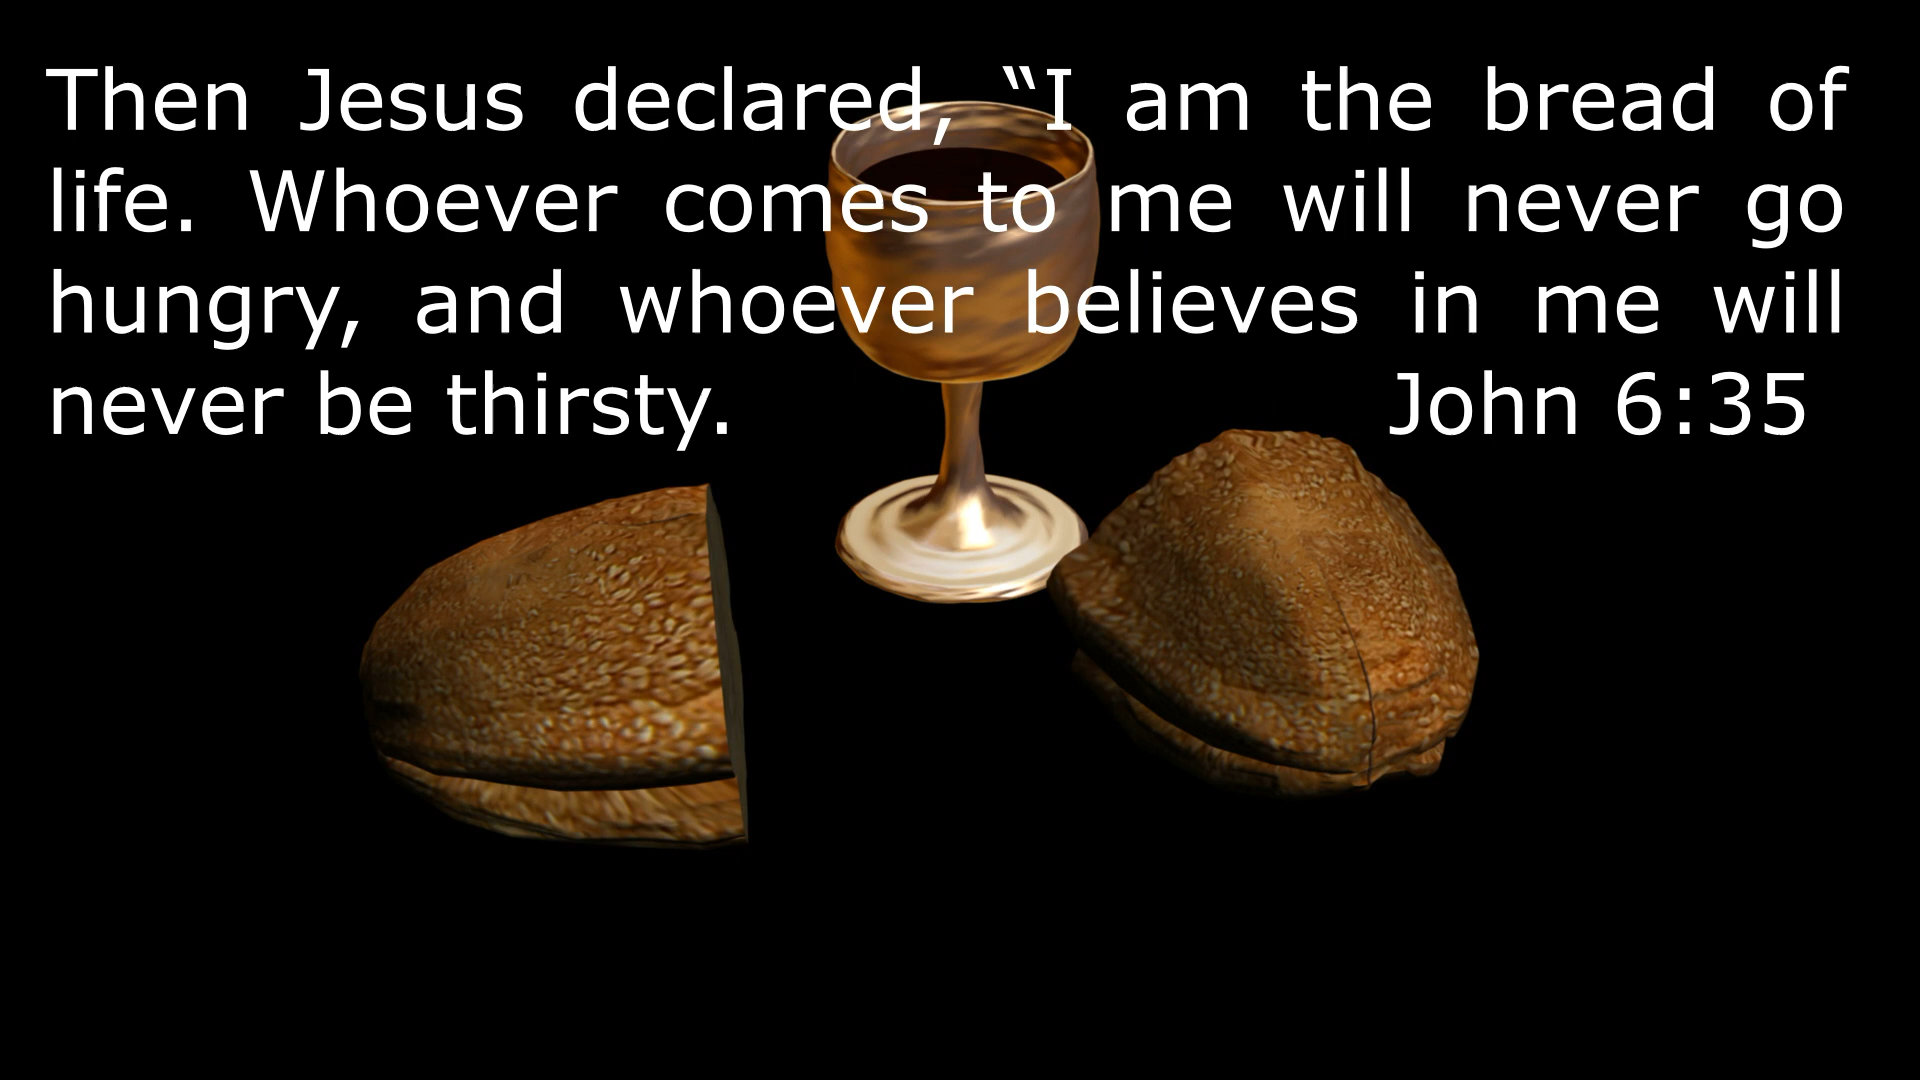 Then Jesus declared, “I am the bread of
life. Whoever comes to me will never go
hungry, and whoever believes in me will
never be thirsty. John 6:35